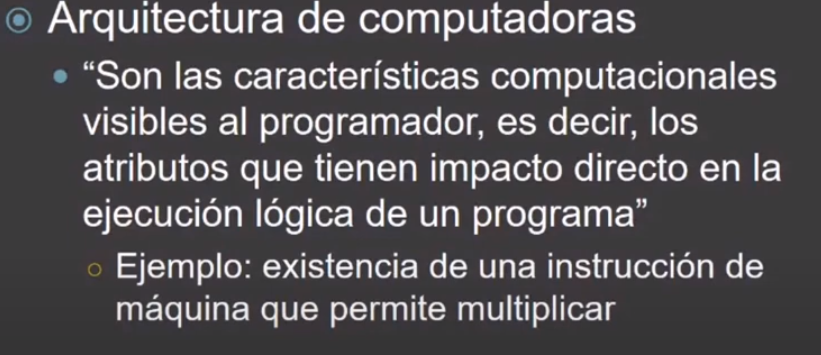 Arquitectura de computadoras
“Son las características computacionales
visibles al programador, es decir, los
atributos que tienen impacto directo en la
ejecución lógica de un programa”
Ejemplo: existencia de una instrucción de
máquina que permite multiplicar